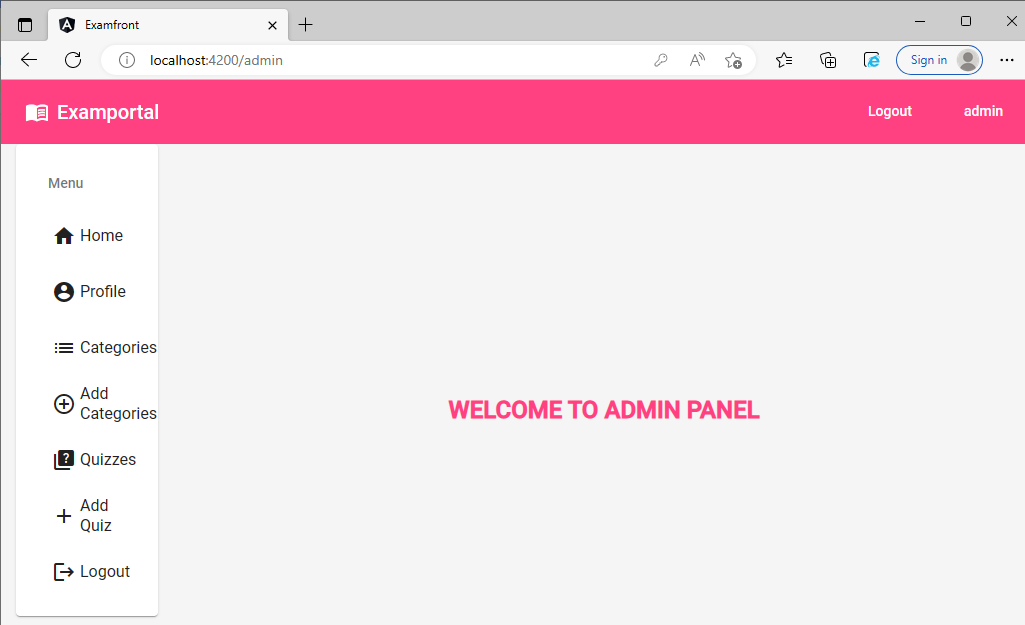 Examfront
localhost:4200/admin
Sign in
Examportal
Logout
admin
Menu
Home
Profile
Categories
Add
Categories
Quizzes
Add
Quiz
Logout
WELCOME TO ADMIN PANEL